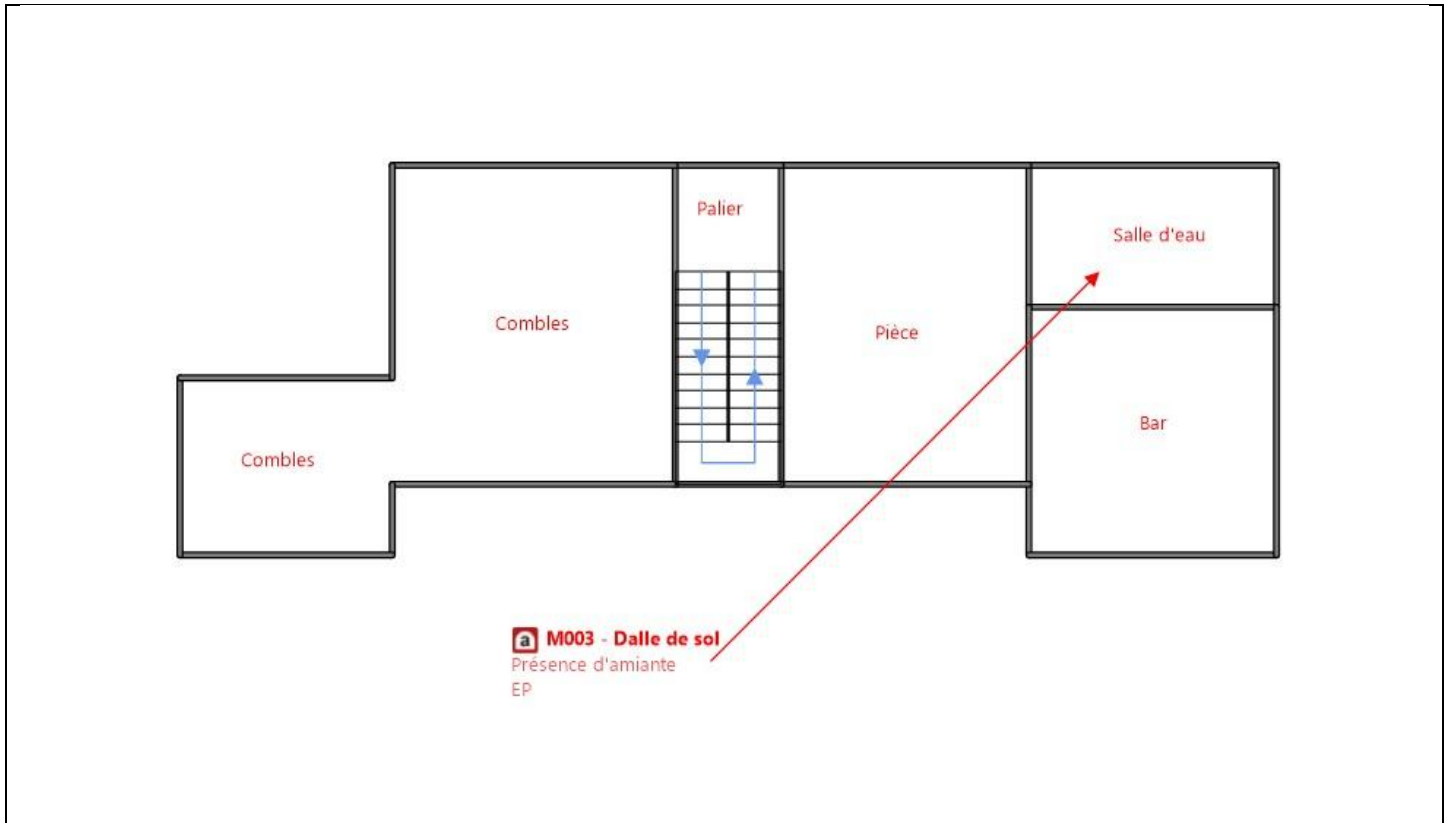 Palier
Salle d'eau
Combles
Pièce
Bar
Combles
a M003 - Dalle de sol
Présence d'amiante
EP